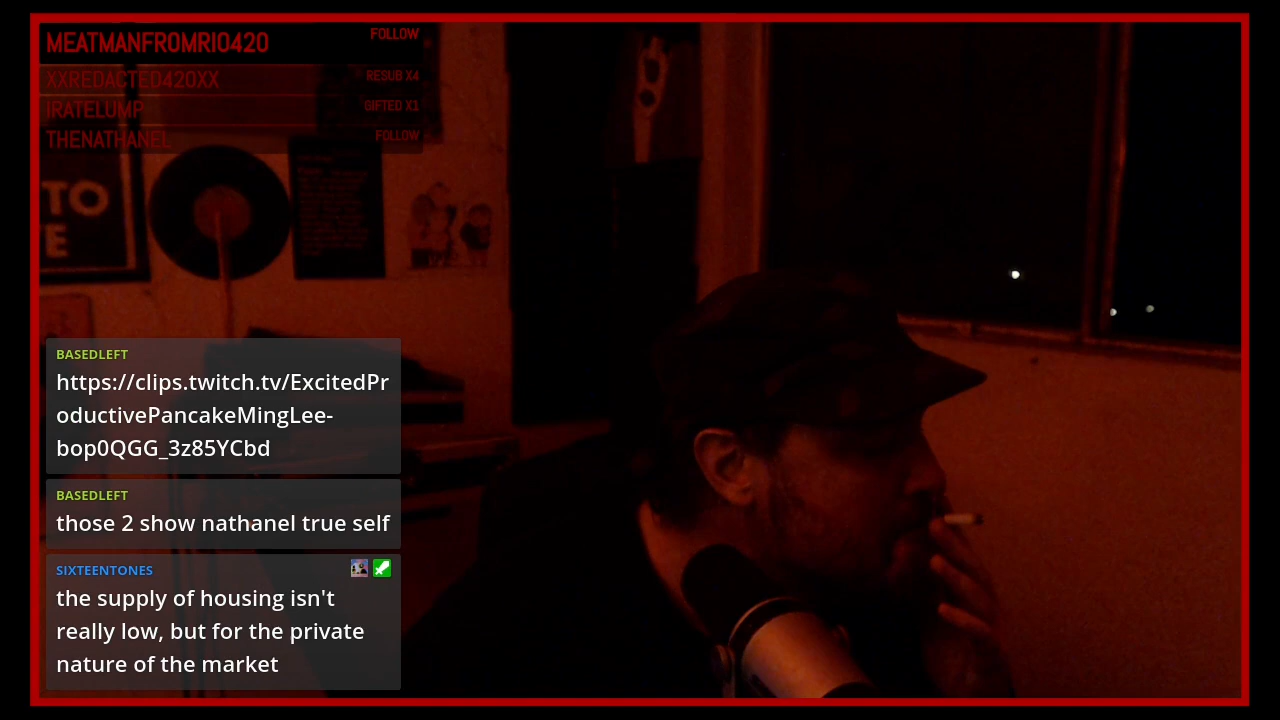 MEATMANFROMRIO420 FOLLOW
XXREDACTED420XX RESUB X4
IRATELUMP GIFTED X1
THENATHANEL FOLLOW
TO
E
BASEDLEFT
https://clips.twitch.tv/ExcitedPr
oductivePancakeMingLee-
bop0QGG_3z85YCbd
BASEDLEFT
those 2 show nathanel true self
SIXTEENTONES
the supply of housing isn't
really low, but for the private
nature of the market